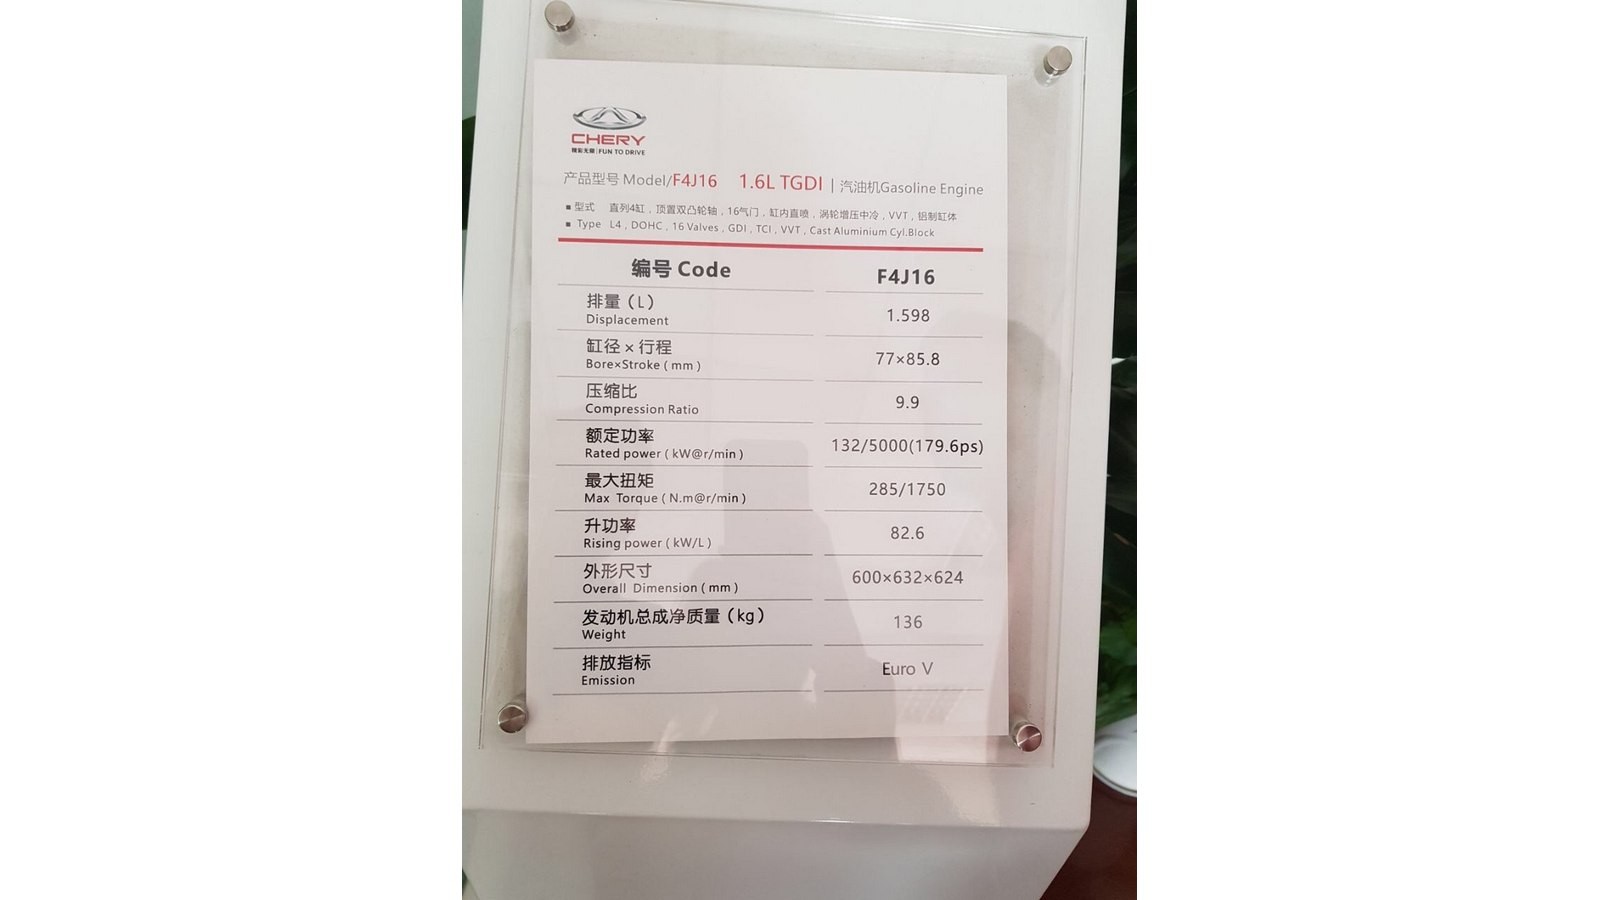 CHERY
FUN TO DRIVE
产品型号 Model/F4J16 1.6L TGDI | 汽油机Gasoline Engine
■ 型式 直列4缸，顶置双凸轮轴，16气门，缸内直喷，涡轮增压中冷，VVT，铝制缸体
■ Type L4，DOHC，16 Valves，GDI，TCI，VVT，Cast Aluminium Cyl.Block
编号 Code F4J16
排量（L） 1.598
Displacement
缸径×行程 77×85.8
Bore×Stroke ( mm )
压缩比 9.9
Compression Ratio
额定功率 132/5000(179.6ps)
Rated power ( kW@r/min )
最大扭矩 285/1750
Max Torque ( N.m@r/min )
升功率 82.6
Rising power ( kW/L )
外形尺寸 600×632×624
Overall Dimension ( mm )
发动机总成净质量（kg） 136
Weight
排放指标 Euro V
Emission